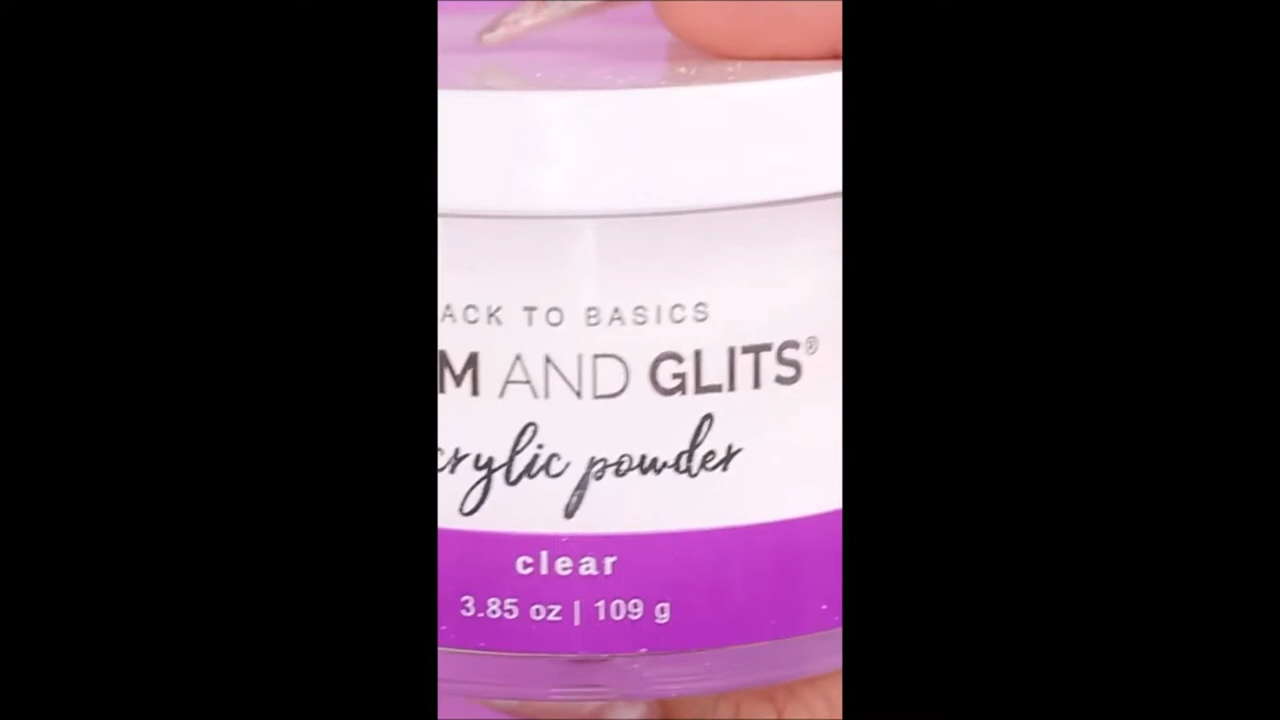 ACK TO BASICS
M AND GLITS®
crylic powder
clear
3.85 oz | 109 g